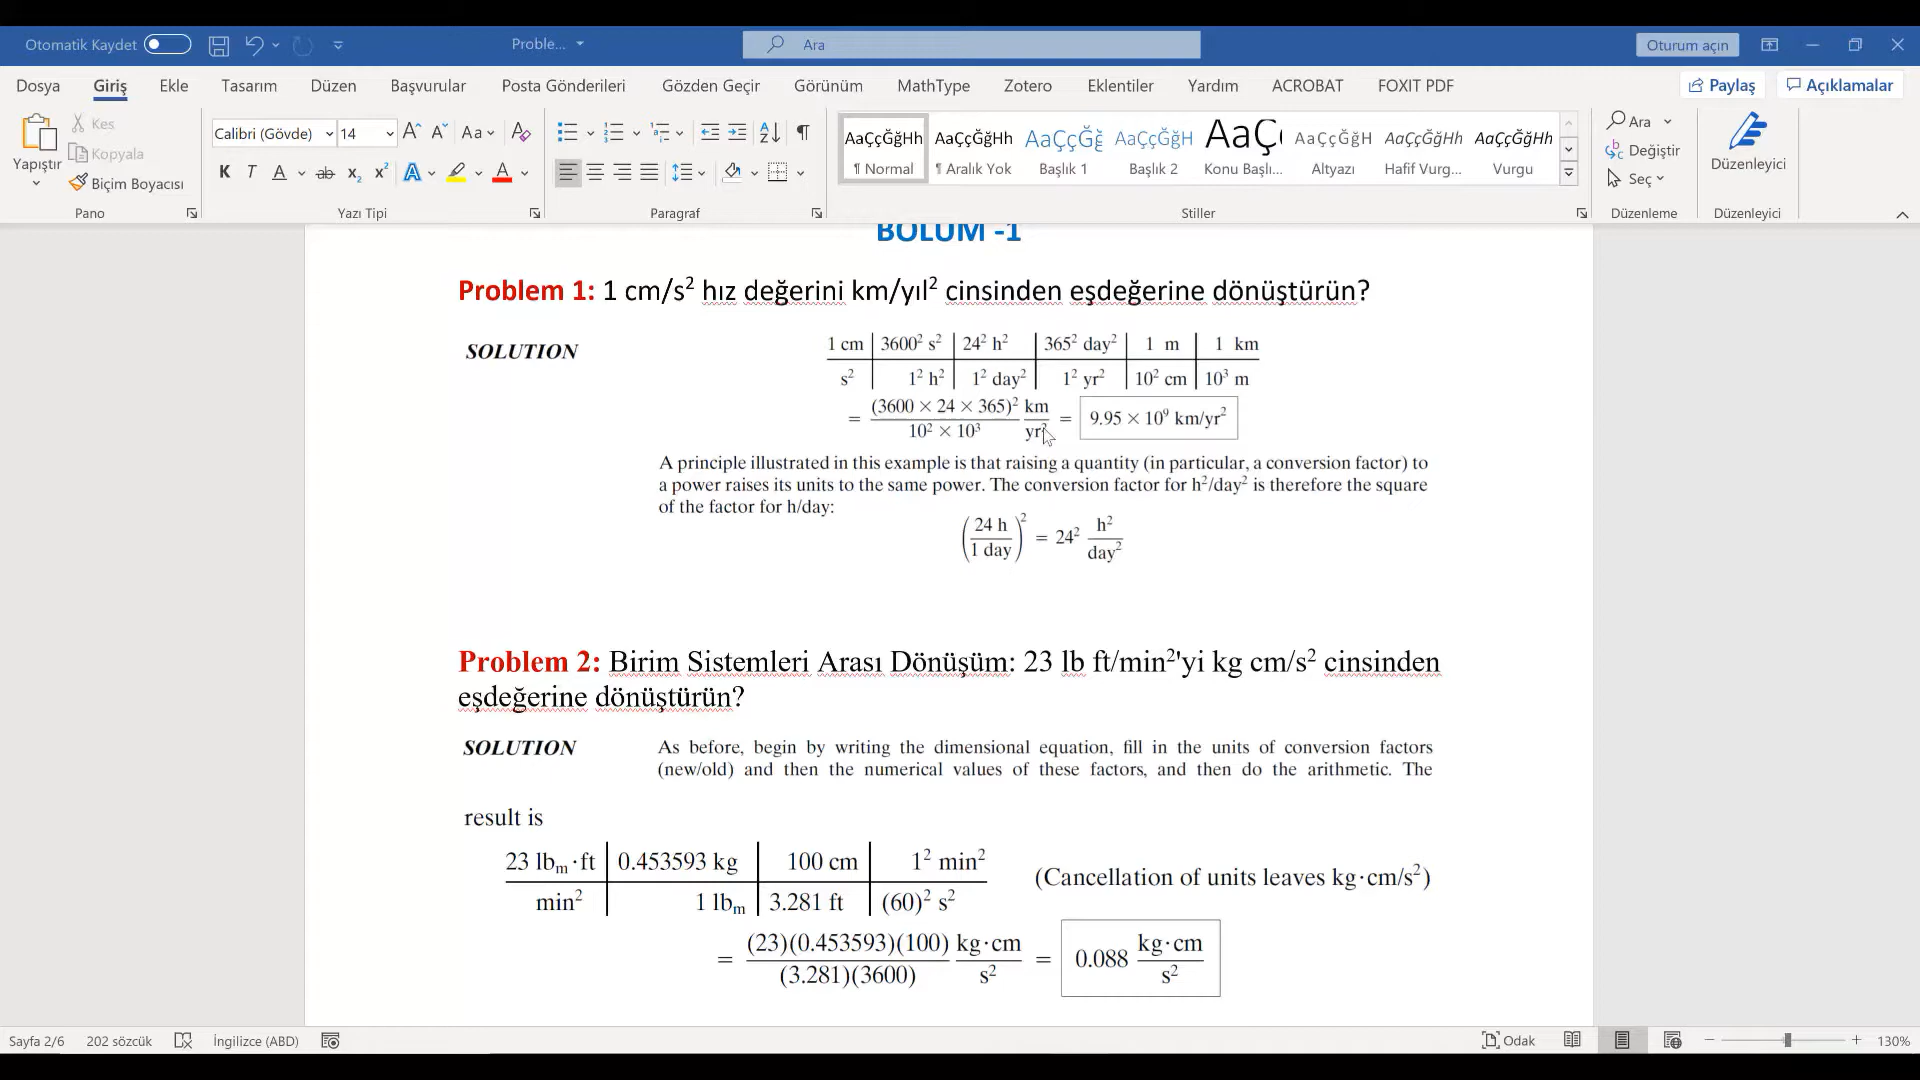 Otomatik Kaydet Proble... Ara Oturum açın
Dosya Giriş Ekle Tasarım Düzen Başvurular Posta Gönderileri Gözden Geçir Görünüm MathType Zotero Eklentiler Yardım ACROBAT FOXIT PDF Paylaş Açıklamalar
Yapıştır Kes Kopyala Biçim Boyacısı Pano
Calibri (Gövde) 14 Aa
K T A ab x₂ x² A A
Yazı Tipi
Paragraf
AaÇçĞğHh AaÇçĞğHh AaÇçĞğ AaÇçĞğH AaÇç AaÇçĞğH AaÇçĞğHh AaÇçĞğHh
¶ Normal ¶ Aralık Yok Başlık 1 Başlık 2 Konu Başlı... Altyazı Hafif Vurg... Vurgu
Stiller
Ara
Değiştir
Seç
Düzenleme
Düzenleyici
Düzenleyici
BÖLÜM -1
Problem 1: 1 cm/s² hız değerini km/yıl² cinsinden eşdeğerine dönüştürün?
SOLUTION
1 cm | 3600² s² | 24² h² | 365² day² | 1 m | 1 km
s² | 1² h² | 1² day² | 1² yr² | 10² cm | 10³ m
= (3600 × 24 × 365)² / 10² × 10³ km/yr² = 9.95 × 10⁹ km/yr²
A principle illustrated in this example is that raising a quantity (in particular, a conversion factor) to
a power raises its units to the same power. The conversion factor for h²/day² is therefore the square
of the factor for h/day:
(24 h / 1 day)² = 24² h²/day²
Problem 2: Birim Sistemleri Arası Dönüşüm: 23 lb ft/min²'yi kg cm/s² cinsinden
eşdeğerine dönüştürün?
SOLUTION As before, begin by writing the dimensional equation, fill in the units of conversion factors
(new/old) and then the numerical values of these factors, and then do the arithmetic. The
result is
23 lbₘ·ft | 0.453593 kg | 100 cm | 1² min²
min² | 1 lbₘ | 3.281 ft | (60)² s²
(Cancellation of units leaves kg·cm/s²)
= (23)(0.453593)(100) / (3.281)(3600) kg·cm/s² = 0.088 kg·cm/s²
Sayfa 2/6 202 sözcük İngilizce (ABD) Odak 130%